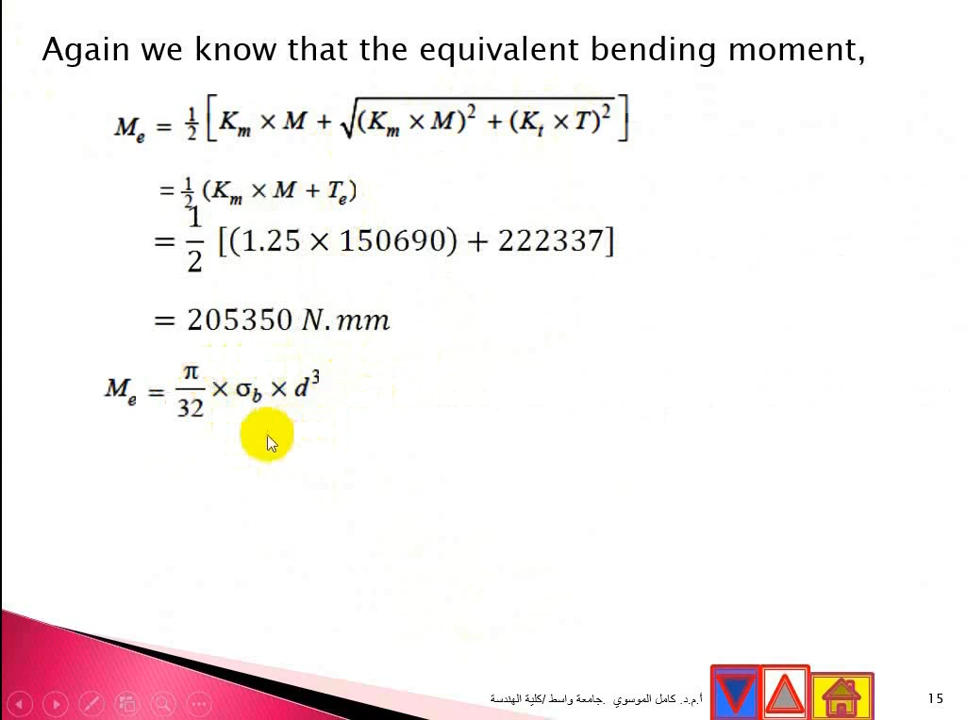 Again we know that the equivalent bending moment,
Mₑ = ½ [Kₘ × M + √((Kₘ × M)² + (Kₜ × T)²)]
= ½ (Kₘ × M + Tₑ)
= 1/2 [(1.25 × 150690) + 222337]
= 205350 N.mm
Mₑ = π/32 × σ_b × d³
أ.م.د. كامل الموسوي .جامعة واسط /كلية الهندسة
15